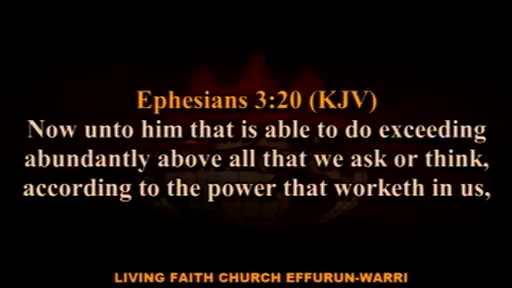 Ephesians 3:20 (KJV)
Now unto him that is able to do exceeding
abundantly above all that we ask or think,
according to the power that worketh in us,
LIVING FAITH CHURCH EFFURUN-WARRI